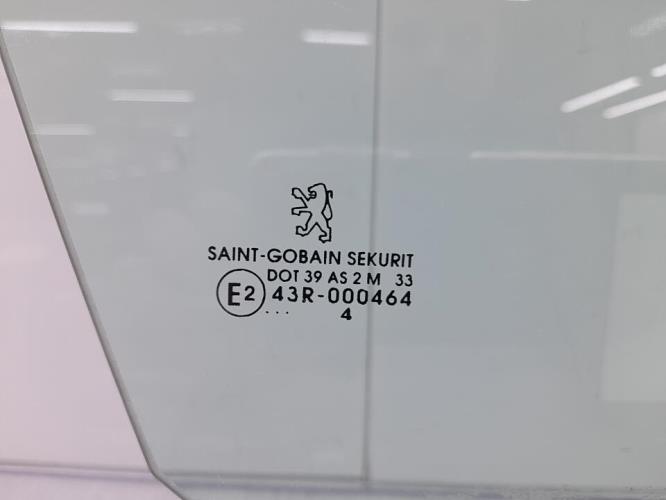 SAINT-GOBAIN SEKURIT
DOT 39 AS 2 M 33
E2 43R-000464
... 4